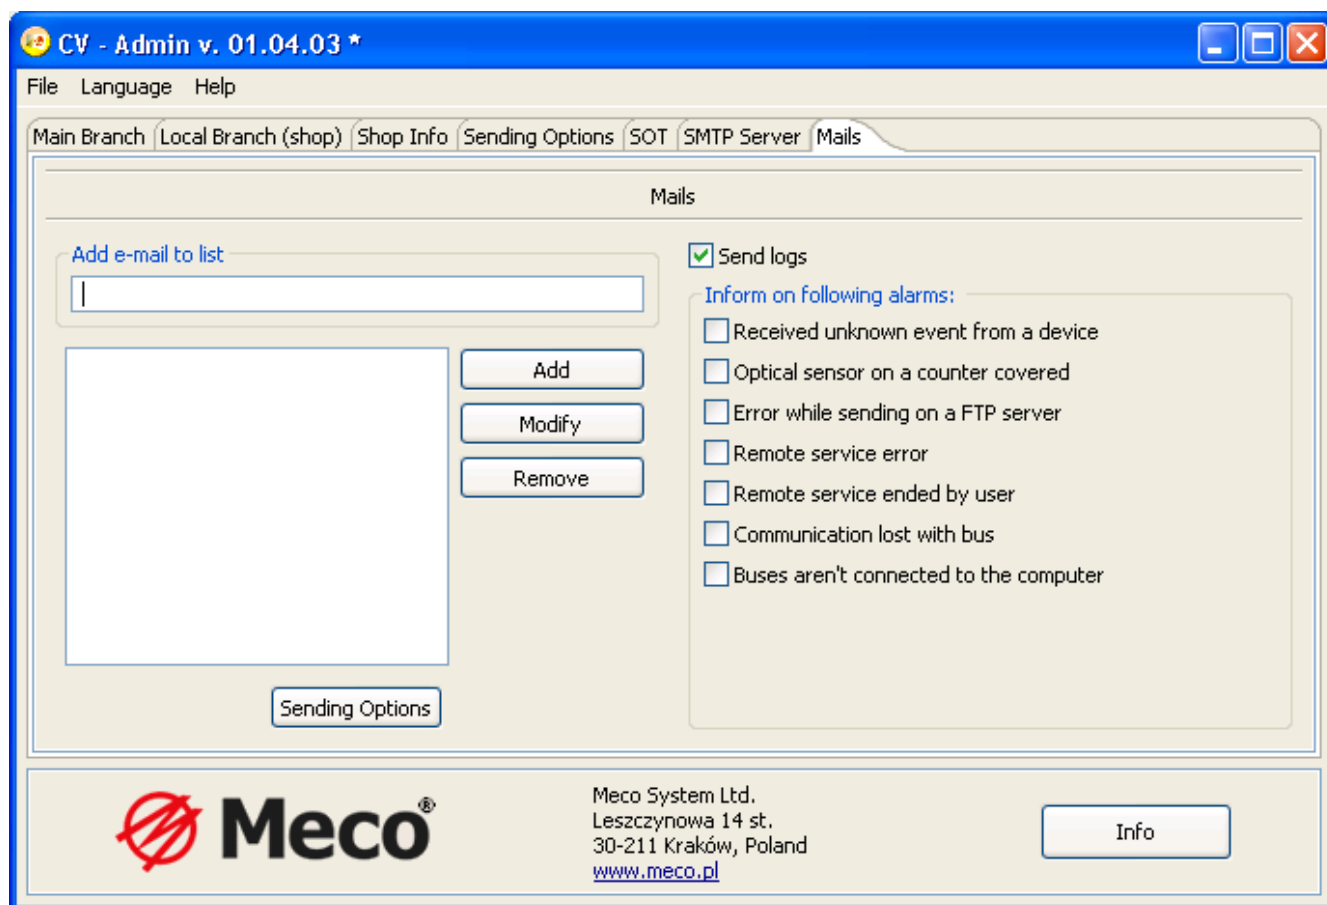 CV - Admin v. 01.04.03 *
File Language Help
Main Branch Local Branch (shop) Shop Info Sending Options SOT SMTP Server Mails
Mails
Add e-mail to list
Add
Modify
Remove
Sending Options
Send logs
Inform on following alarms:
Received unknown event from a device
Optical sensor on a counter covered
Error while sending on a FTP server
Remote service error
Remote service ended by user
Communication lost with bus
Buses aren't connected to the computer
Meco®
Meco System Ltd.
Leszczynowa 14 st.
30-211 Kraków, Poland
www.meco.pl
Info